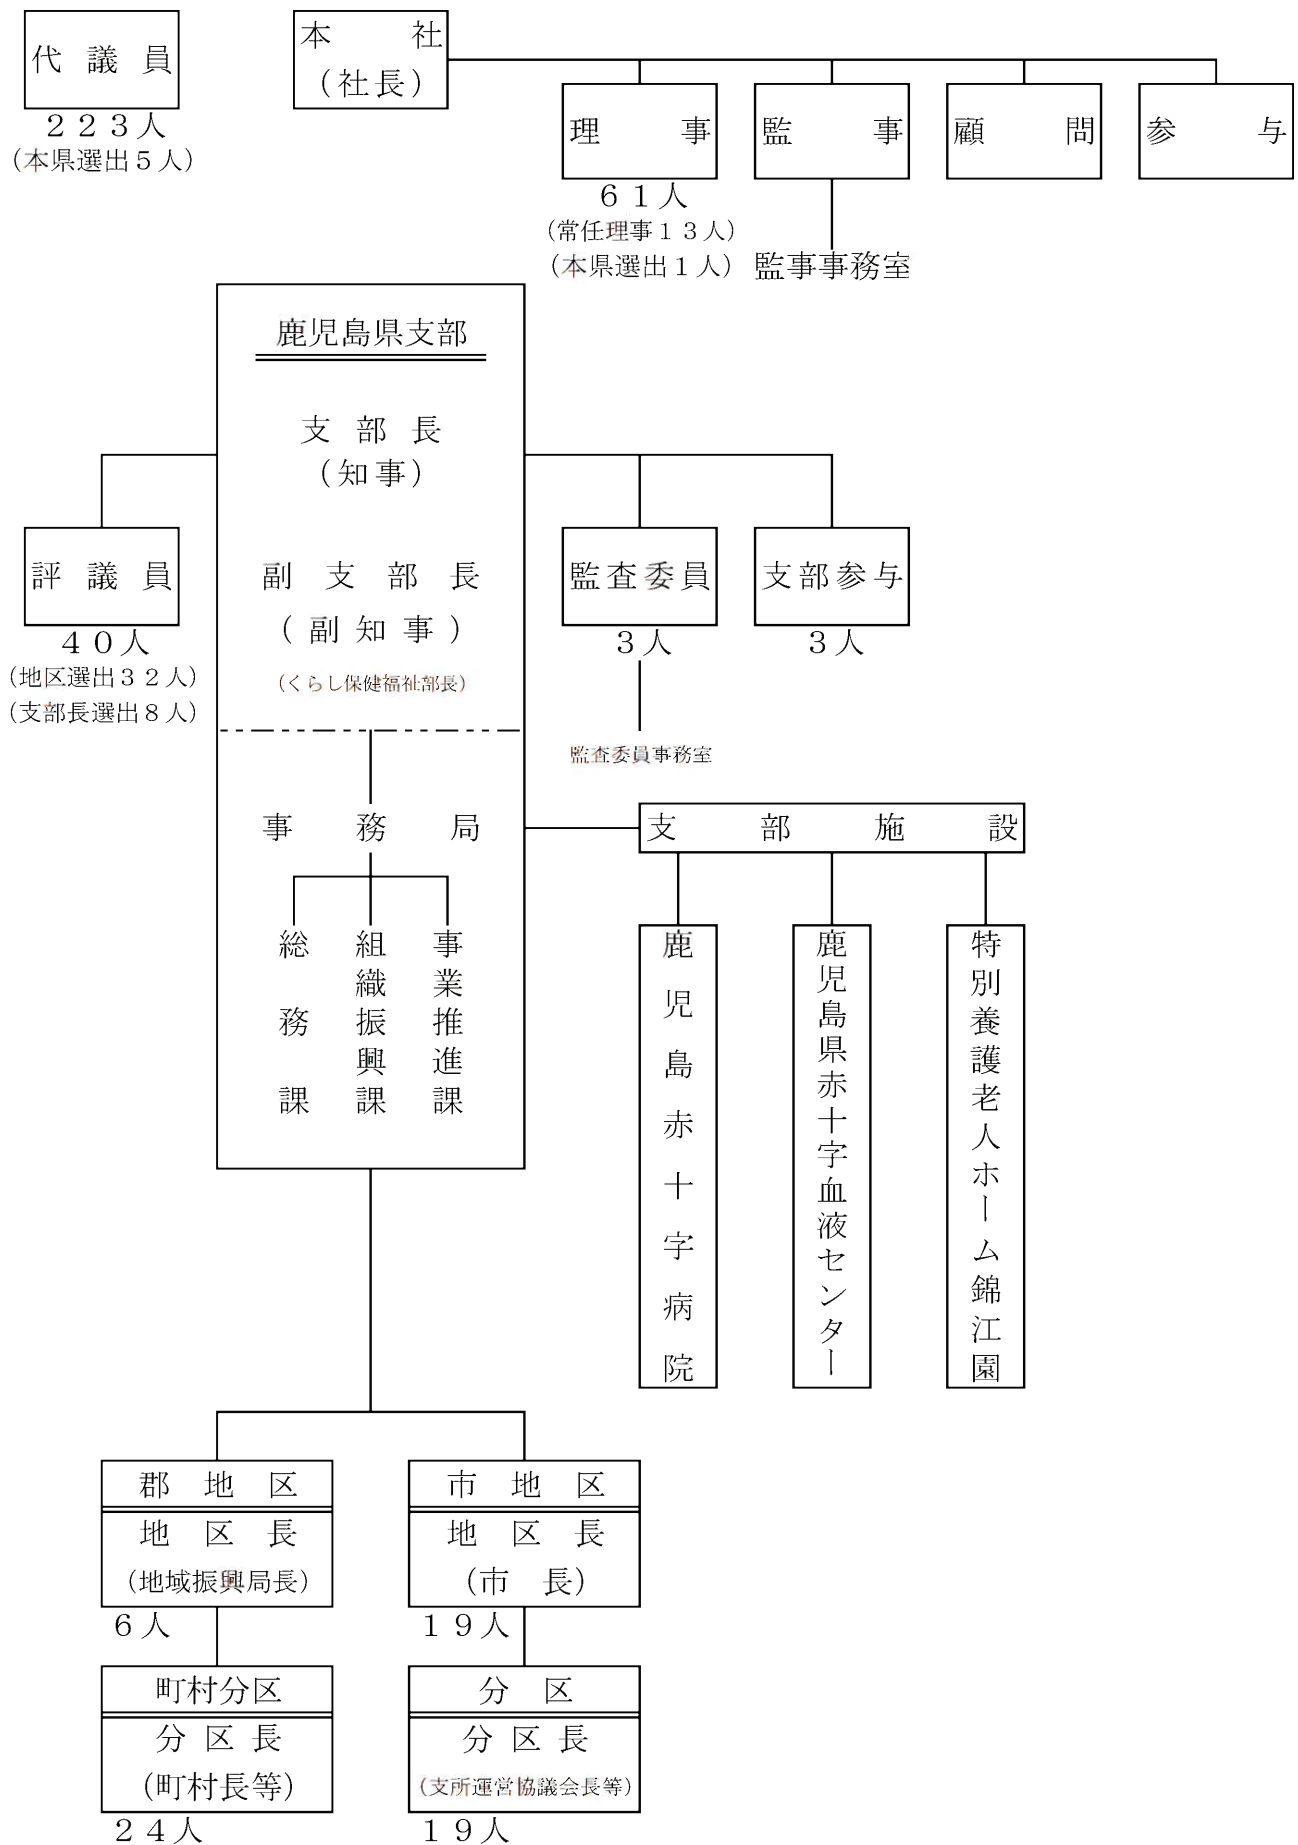 代議員
２２３人
（本県選出５人）
本社
（社長）
理事
６１人
（常任理事１３人）
（本県選出１人）
監事
監事事務室
顧問
参与
鹿児島県支部
支部長
（知事）
副支部長
（副知事）
（くらし保健福祉部長）
評議員
４０人
（地区選出３２人）
（支部長選出８人）
監査委員
３人
監査委員事務室
支部参与
３人
事務局
総務課
組織振興課
事業推進課
支部施設
鹿児島赤十字病院
鹿児島県赤十字血液センター
特別養護老人ホーム錦江園
郡地区
地区長
（地域振興局長）
６人
市地区
地区長
（市長）
１９人
町村分区
分区長
（町村長等）
２４人
分区
分区長
（支所運営協議会長等）
１９人